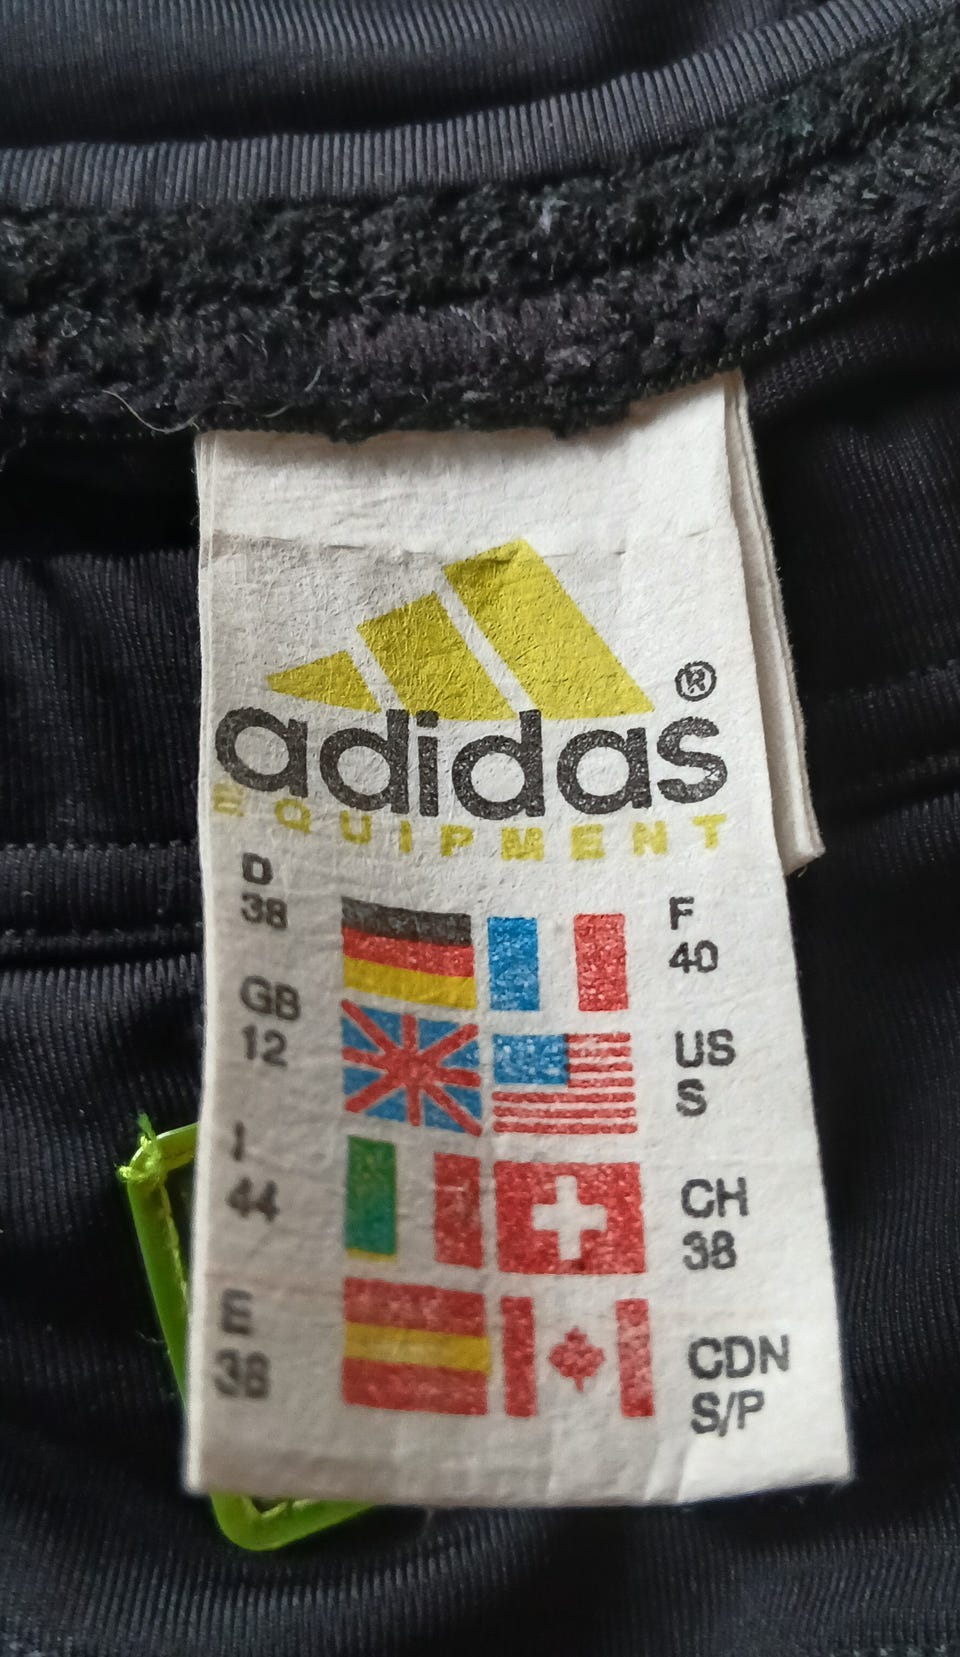 adidas®
EQUIPMENT
D
38
F
40
GB
12
US
S
I
44
CH
38
E
38
CDN
S/P